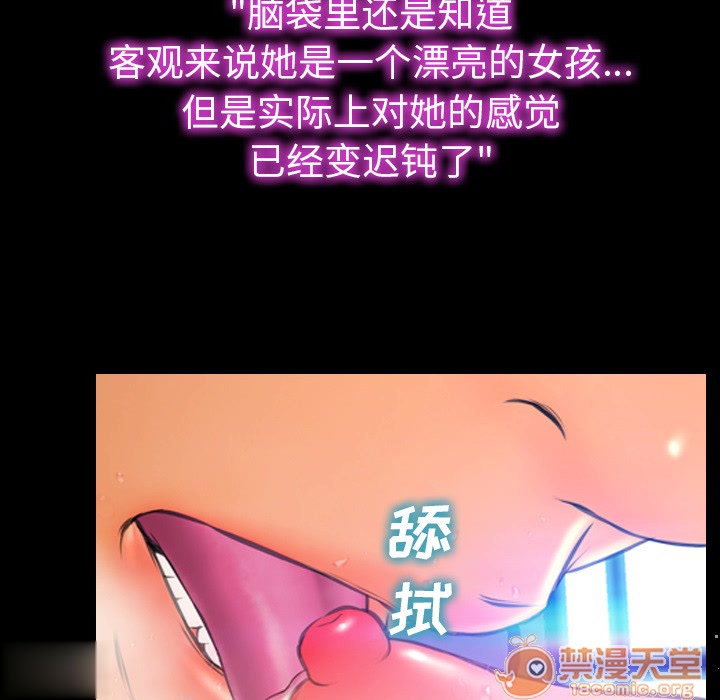 "脑袋里还是知道
客观来说她是一个漂亮的女孩...
但是实际上对她的感觉
已经变迟钝了"
舔
拭
禁漫天堂
18comic.org